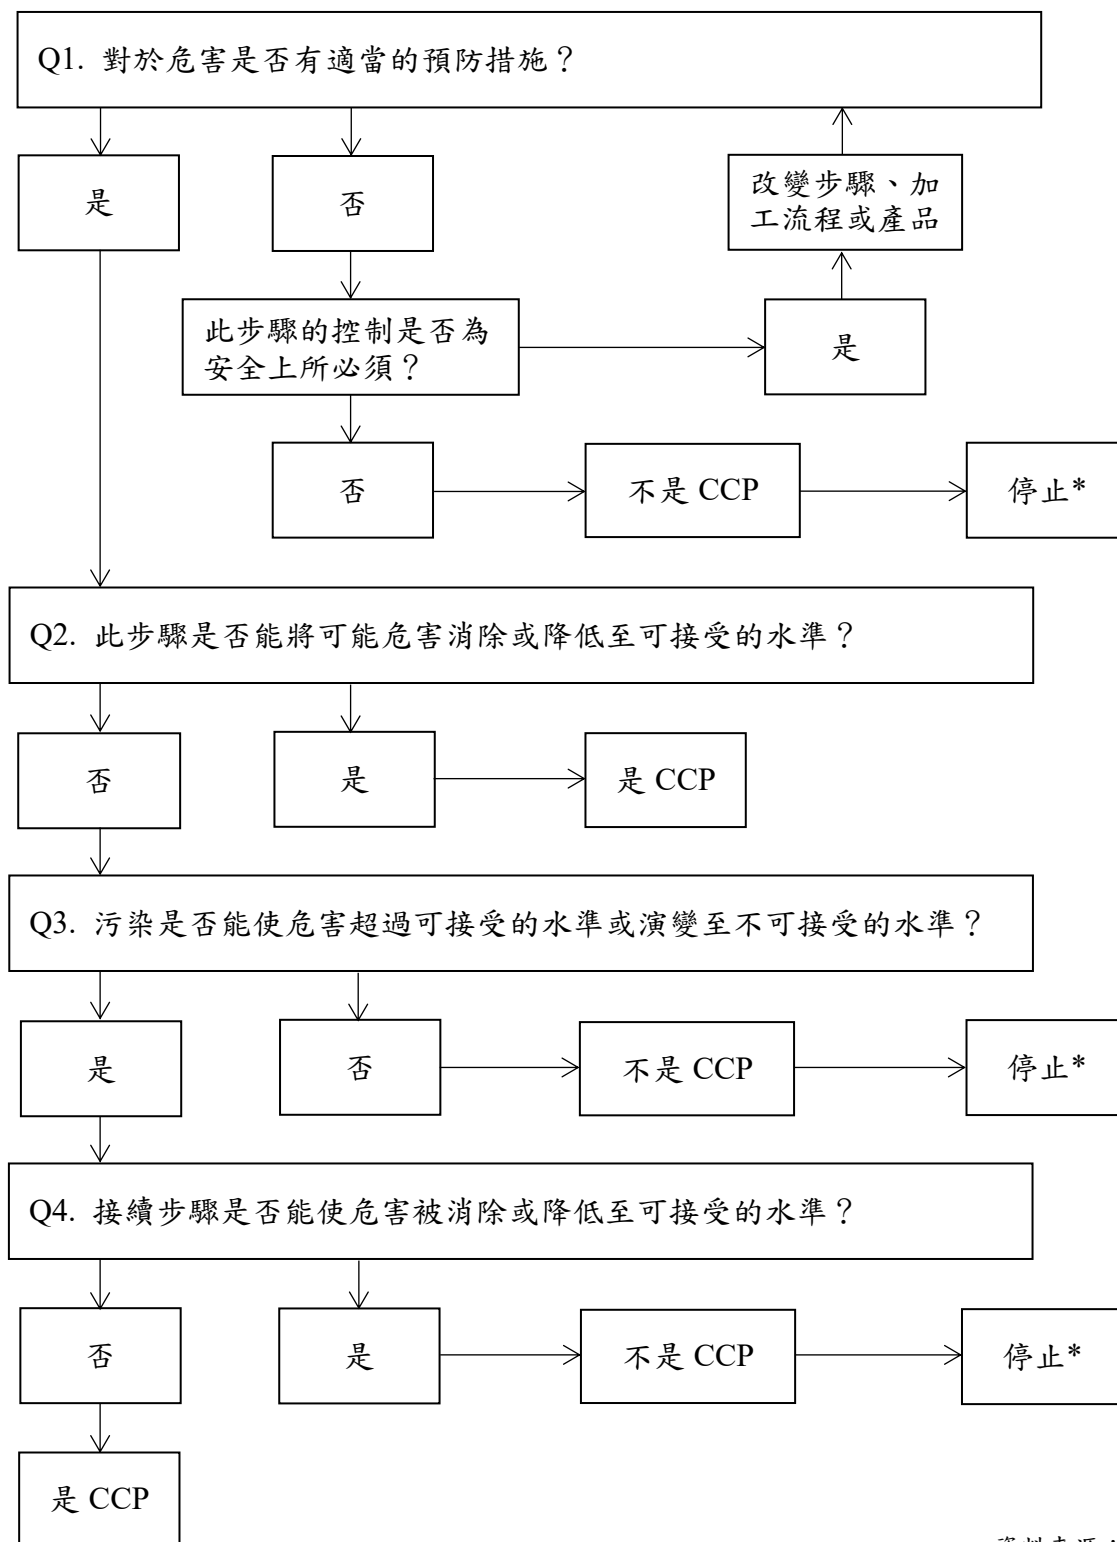 Q1. 對於危害是否有適當的預防措施？
是
否
改變步驟、加
工流程或產品
此步驟的控制是否為
安全上所必須？
是
否
不是 CCP
停止*
Q2. 此步驟是否能將可能危害消除或降低至可接受的水準？
否
是
是 CCP
Q3. 污染是否能使危害超過可接受的水準或演變至不可接受的水準？
是
否
不是 CCP
停止*
Q4. 接續步驟是否能使危害被消除或降低至可接受的水準？
否
是
不是 CCP
停止*
是 CCP